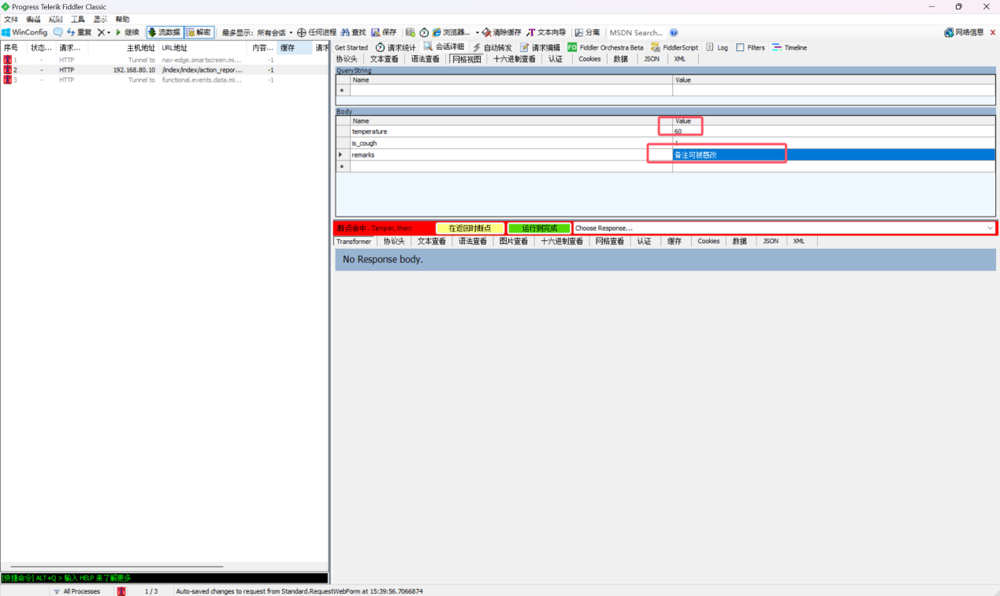 Progress Telerik Fiddler Classic
文件 编辑 规则 工具 显示 帮助
WinConfig 重复 继续 流数据 解密 最多显示: 所有会话 任何进程 查找 保存 浏览器... 清除缓存 文本向导 分离 MSDN Search... 网络信息
序号 状态... 请求... 主机地址 URL地址 内容... 缓存 请求
1 - HTTP Tunnel to nav-edge.smartscreen.mi... -1
2 - HTTP 192.168.80.10 /index/index/action_repor... -1
3 - HTTP Tunnel to functional.events.data.mi... -1
Get Started 请求统计 会话详细 自动转发 请求编辑 FO Fiddler Orchestra Beta FiddlerScript Log Filters Timeline
协议头 文本查看 语法查看 网格视图 十六进制查看 认证 Cookies 数据 JSON XML
QueryString
Name Value
*
Body
Name Value
temperature 60
is_cough 1
remarks 备注可被篡改
*
断点命中. Tamper, then: 在返回时断点 运行到完成 Choose Response...
Transformer 协议头 文本查看 语法查看 图片查看 十六进制查看 网格查看 认证 缓存 Cookies 数据 JSON XML
No Response body.
[快捷命令] ALT+Q > 输入 HELP 来了解更多
All Processes 1 / 3 Auto-saved changes to request from Standard.RequestWebForm at 15:39:56.7066874